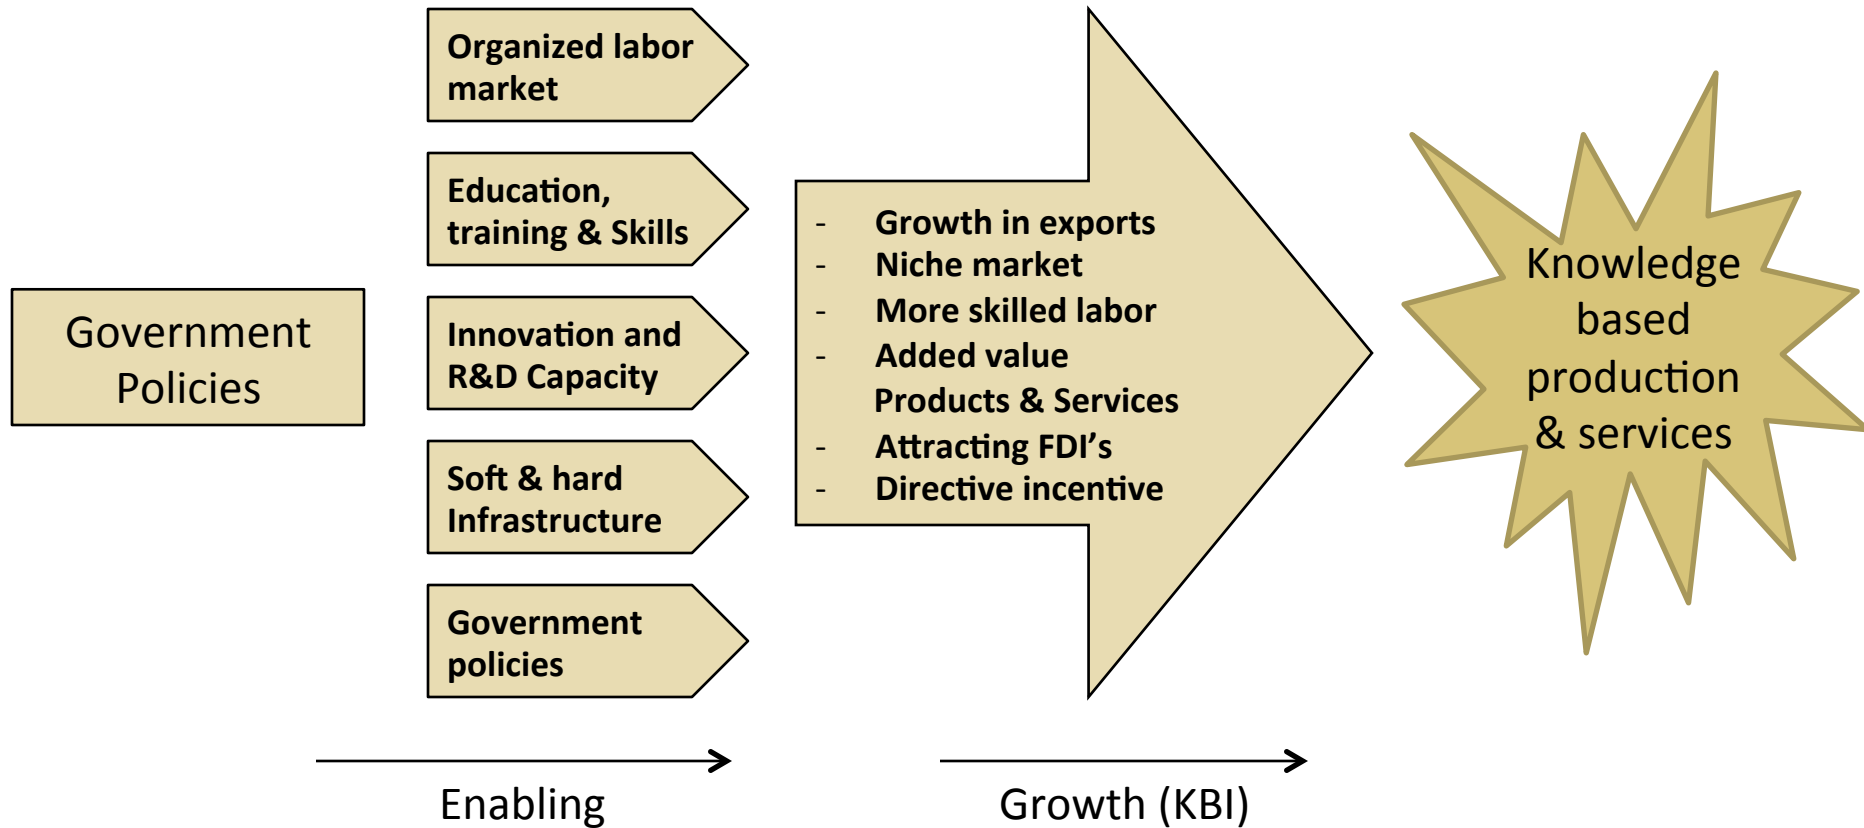 Government
Policies
Organized labor
market
Education,
training & Skills
Innovation and
R&D Capacity
Soft & hard
Infrastructure
Government
policies
- Growth in exports
- Niche market
- More skilled labor
- Added value
Products & Services
- Attracting FDI’s
- Directive incentive
Knowledge
based
production
& services
Enabling
Growth (KBI)